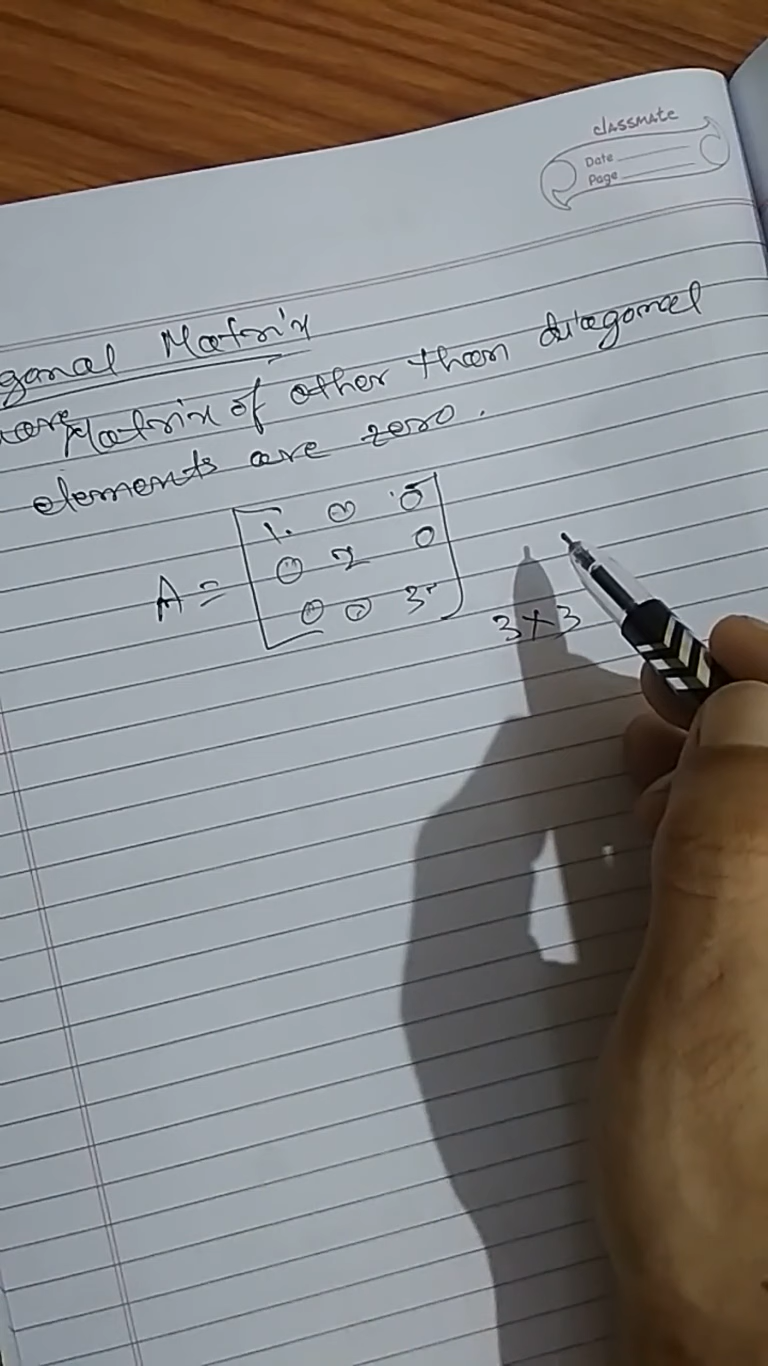 classmate
Date
Page
gonal Matrix
uare Matrix of other than diagonal
elements are zero.
A = [1. 0 0
0 2 0
0 0 3] 3×3